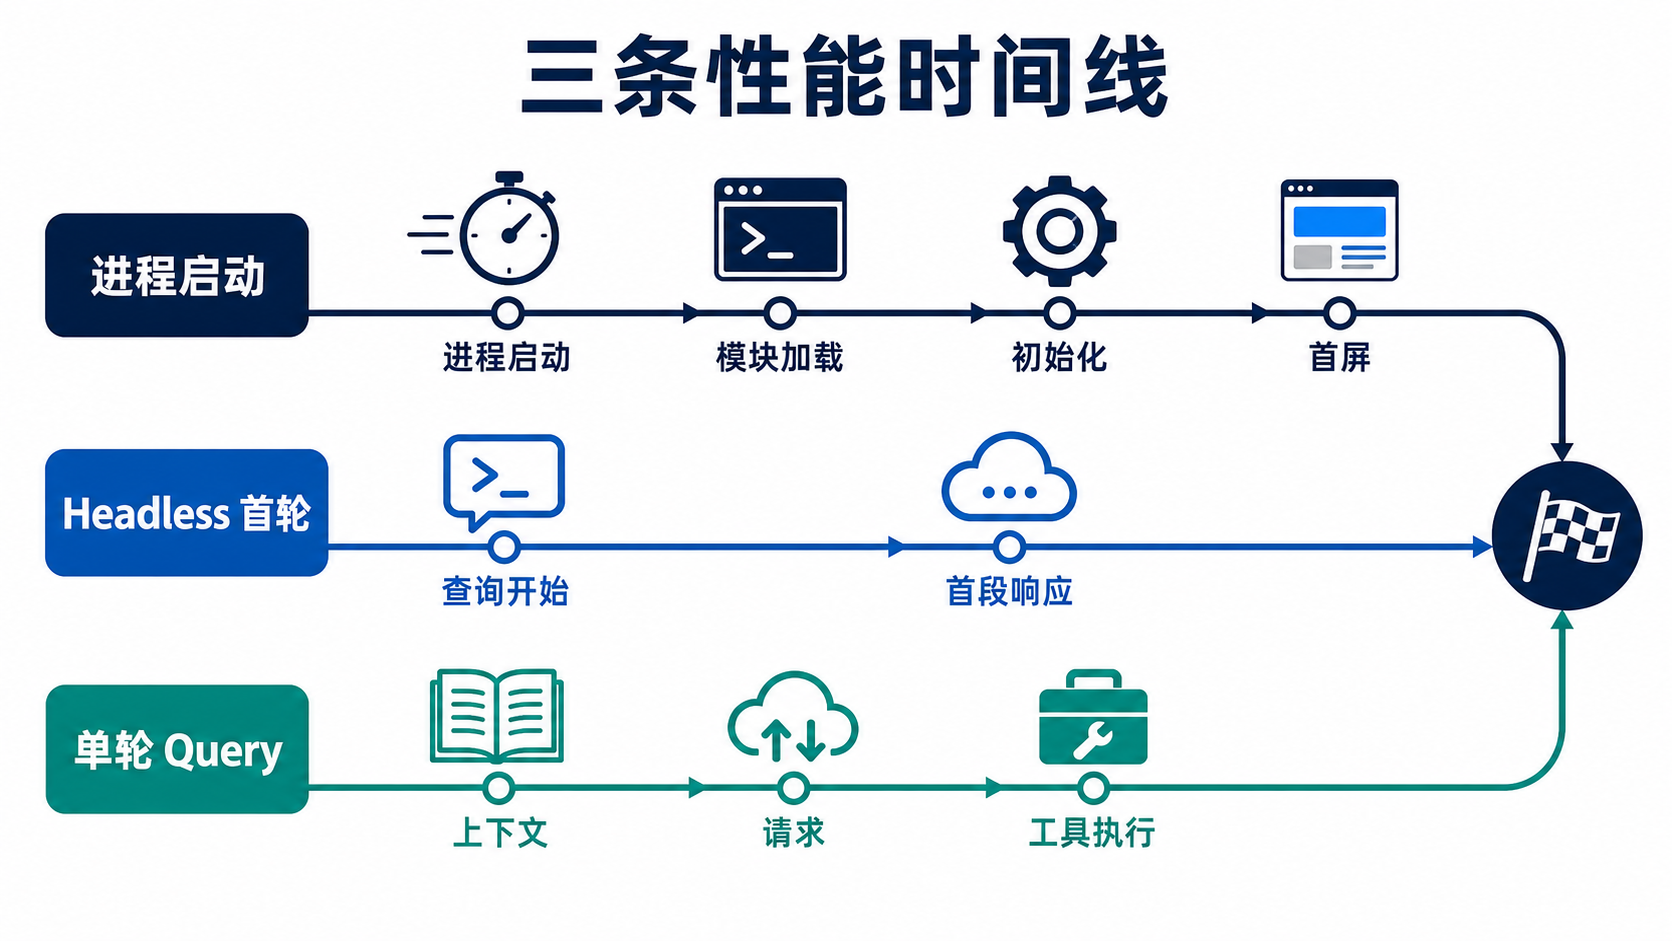 三条性能时间线
进程启动
进程启动
模块加载
初始化
首屏
Headless 首轮
查询开始
首段响应
单轮 Query
上下文
请求
工具执行